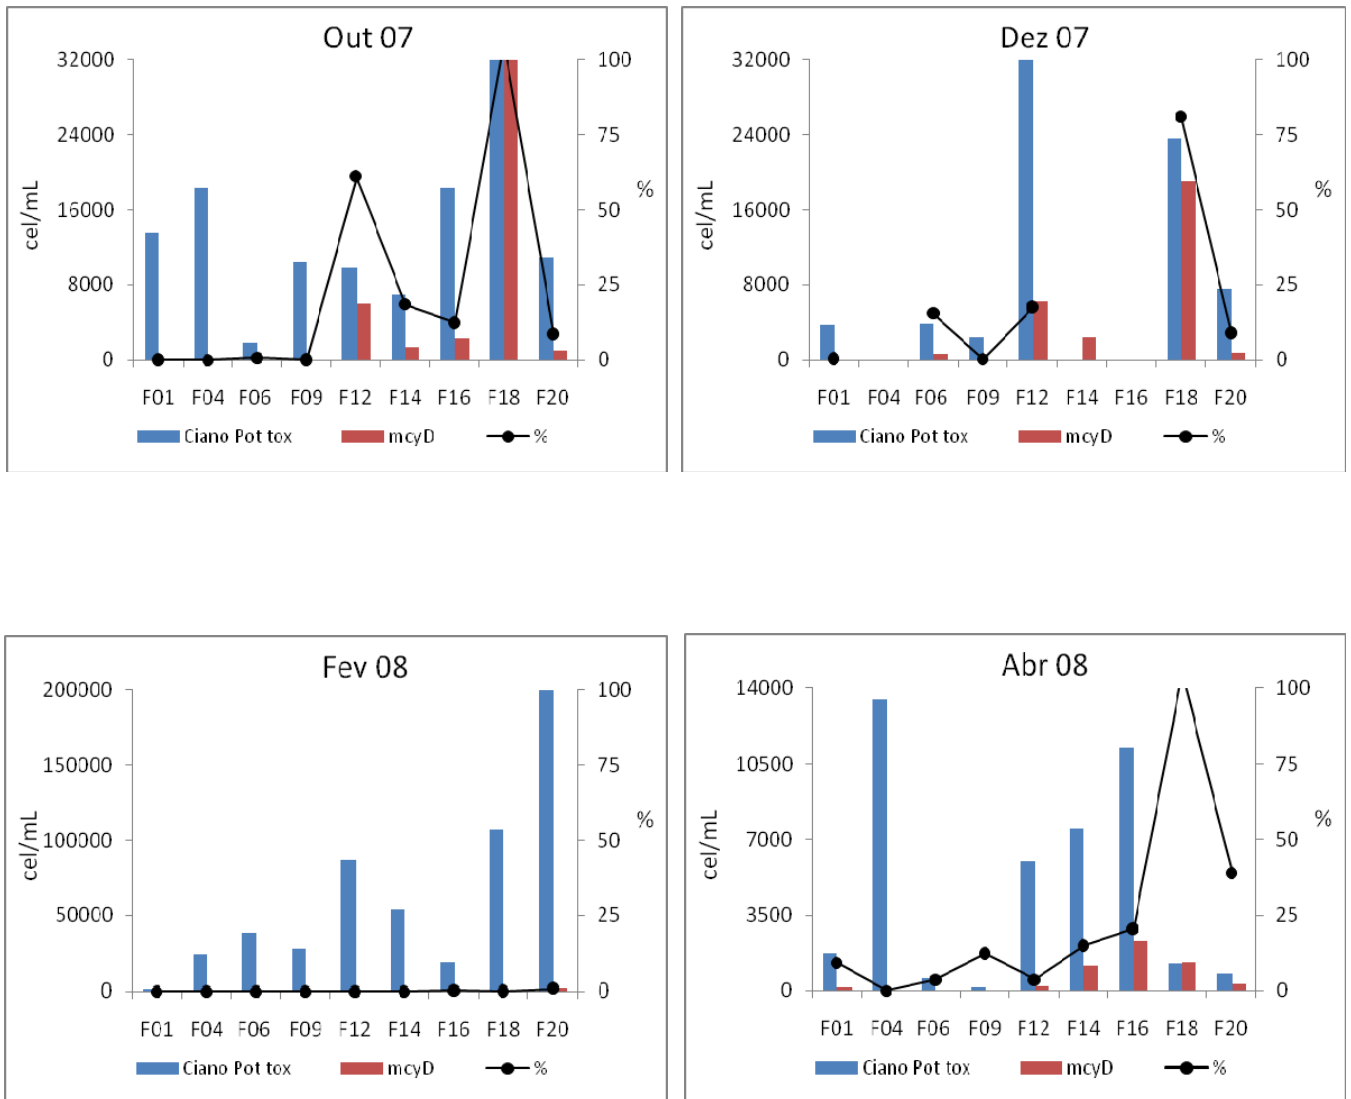 Out 07
32000
24000
16000
8000
0
cel/mL
100
75
50
25
0
%
F01 F04 F06 F09 F12 F14 F16 F18 F20
Ciano Pot tox mcyD %
Dez 07
32000
24000
16000
8000
0
cel/mL
100
75
50
25
0
%
F01 F04 F06 F09 F12 F14 F16 F18 F20
Ciano Pot tox mcyD %
Fev 08
200000
150000
100000
50000
0
cel/mL
100
75
50
25
0
%
F01 F04 F06 F09 F12 F14 F16 F18 F20
Ciano Pot tox mcyD %
Abr 08
14000
10500
7000
3500
0
cel/mL
100
75
50
25
0
%
F01 F04 F06 F09 F12 F14 F16 F18 F20
Ciano Pot tox mcyD %